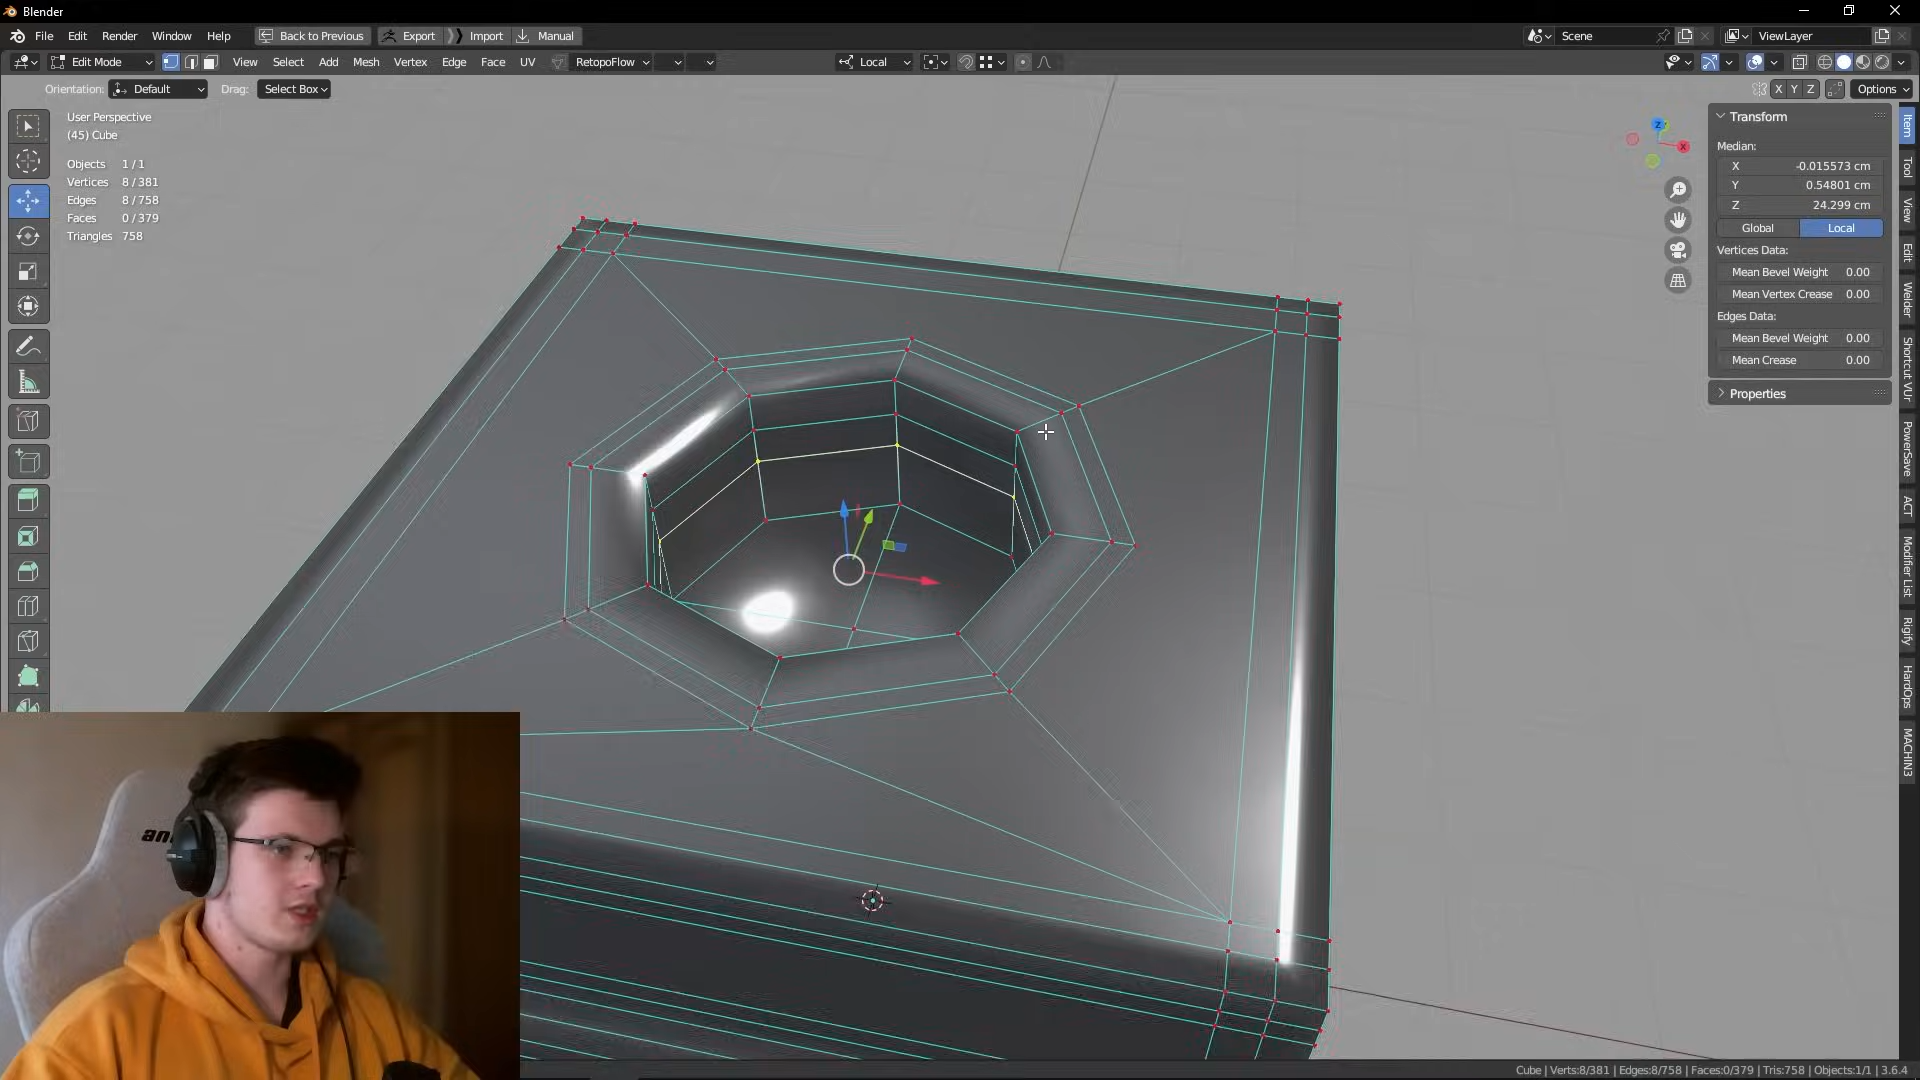 Blender
File Edit Render Window Help Back to Previous Export Import Manual Scene ViewLayer
Edit Mode View Select Add Mesh Vertex Edge Face UV RetopoFlow Local
Orientation: Default Drag: Select Box X Y Z Options
User Perspective
(45) Cube
Objects 1/1
Vertices 8/381
Edges 8/758
Faces 0/379
Triangles 758
Z
X
Transform
Median:
X -0.015573 cm
Y 0.54801 cm
Z 24.299 cm
Global Local
Vertices Data:
Mean Bevel Weight 0.00
Mean Vertex Crease 0.00
Edges Data:
Mean Bevel Weight 0.00
Mean Crease 0.00
Properties
Item
Tool
View
Edit
Welder
Shortcut VUr
PowerSave
ACT
Modifier List
Rigify
HardOps
MACHIN3
Cube | Verts:8/381 | Edges:8/758 | Faces:0/379 | Tris:758 | Objects:1/1 | 3.6.4